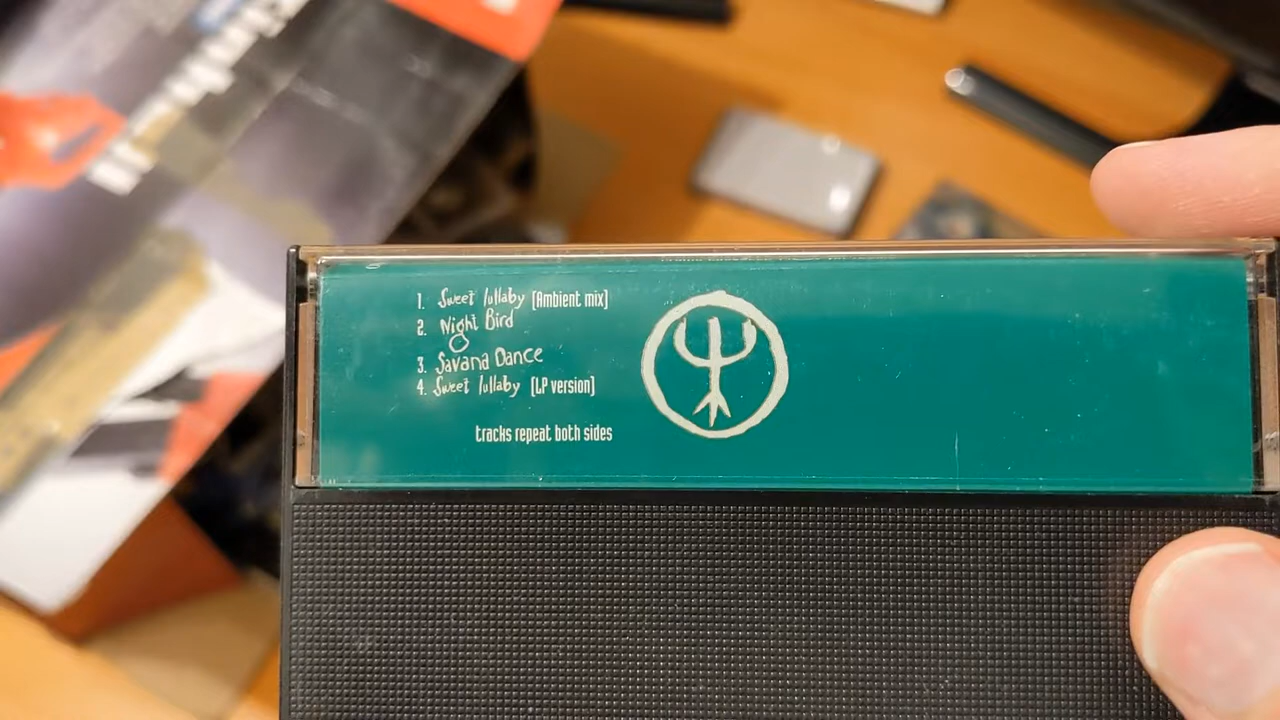 1. Sweet lullaby [Ambient mix]
2. Night Bird
3. Savana Dance
4. Sweet lullaby [LP version]
tracks repeat both sides